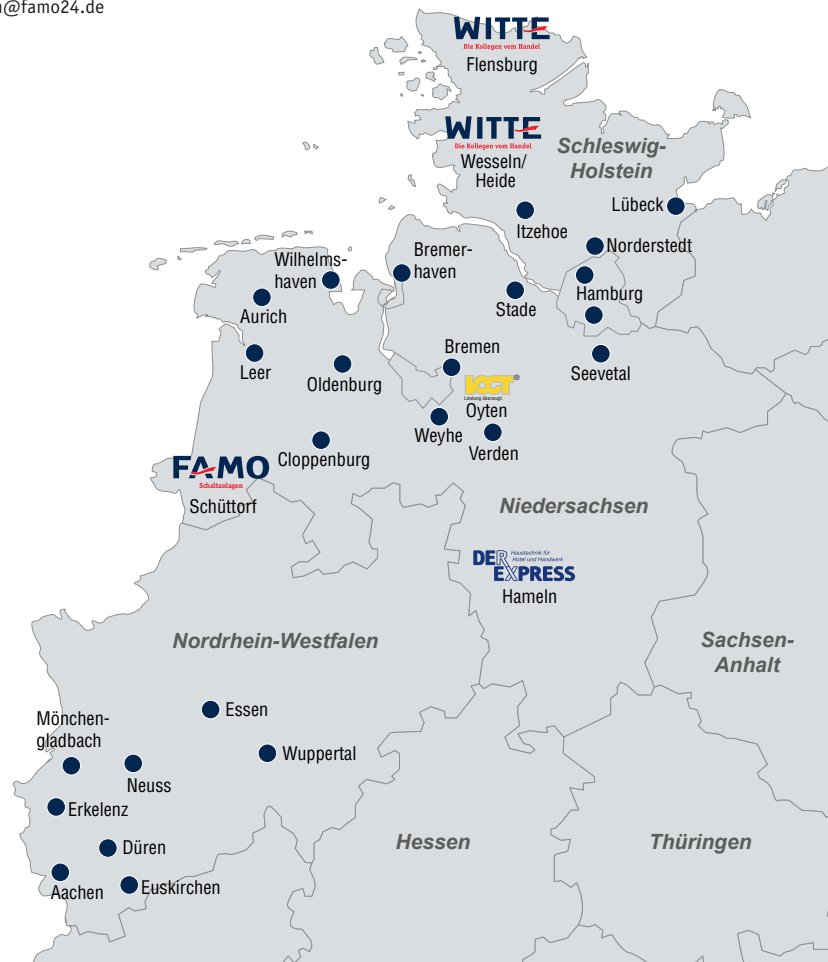 n@famo24.de
WITTE
Die Kollegen vom Handel
Flensburg
WITTE
Die Kollegen vom Handel
Wesseln/
Heide
Schleswig-
Holstein
Lübeck
Itzehoe
Norderstedt
Wilhelms-
haven
Bremer-
haven
Hamburg
Aurich
Stade
Leer
Oldenburg
Bremen
Seevetal
VOGT®
Leistung überzeugt.
Oyten
Weyhe
Verden
Cloppenburg
FAMO
Schaltanlagen
Schüttorf
Niedersachsen
DER EXPRESS
Haustechnik für
Hotel und Handwerk
Hameln
Nordrhein-Westfalen
Sachsen-
Anhalt
Essen
Mönchen-
gladbach
Wuppertal
Neuss
Erkelenz
Düren
Hessen
Thüringen
Aachen
Euskirchen